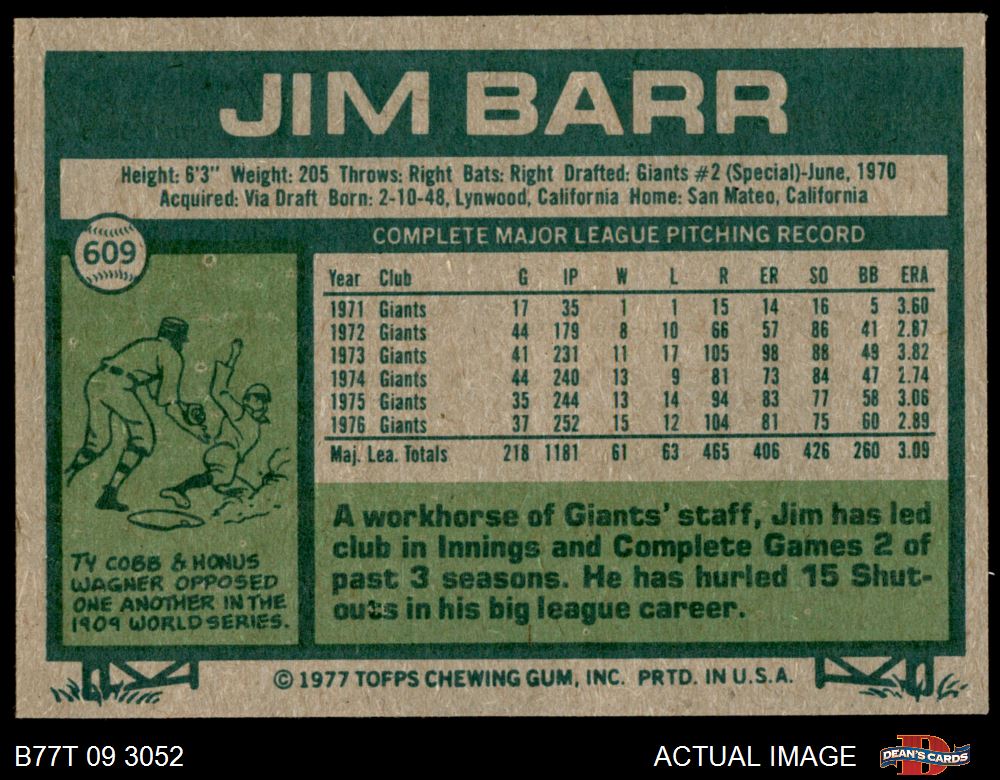 JIM BARR
Height: 6'3" Weight: 205 Throws: Right Bats: Right Drafted: Giants #2 (Special)-June, 1970
Acquired: Via Draft Born: 2-10-48, Lynwood, California Home: San Mateo, California
609
COMPLETE MAJOR LEAGUE PITCHING RECORD
Year Club G IP W L R ER SO BB ERA
1971 Giants 17 35 1 1 15 14 16 5 3.60
1972 Giants 44 179 8 10 66 57 86 41 2.87
1973 Giants 41 231 11 17 105 98 88 49 3.82
1974 Giants 44 240 13 9 81 73 84 47 2.74
1975 Giants 35 244 13 14 94 83 77 58 3.06
1976 Giants 37 252 15 12 104 81 75 60 2.89
Maj. Lea. Totals 218 1181 61 63 465 406 426 260 3.09
TY COBB & HONUS
WAGNER OPPOSED
ONE ANOTHER IN THE
1909 WORLD SERIES.
A workhorse of Giants' staff, Jim has led
club in Innings and Complete Games 2 of
past 3 seasons. He has hurled 15 Shut-
outs in his big league career.
© 1977 TOPPS CHEWING GUM, INC. PRTD. IN U.S.A.
B77T 09 3052
ACTUAL IMAGE
DEAN'S CARDS